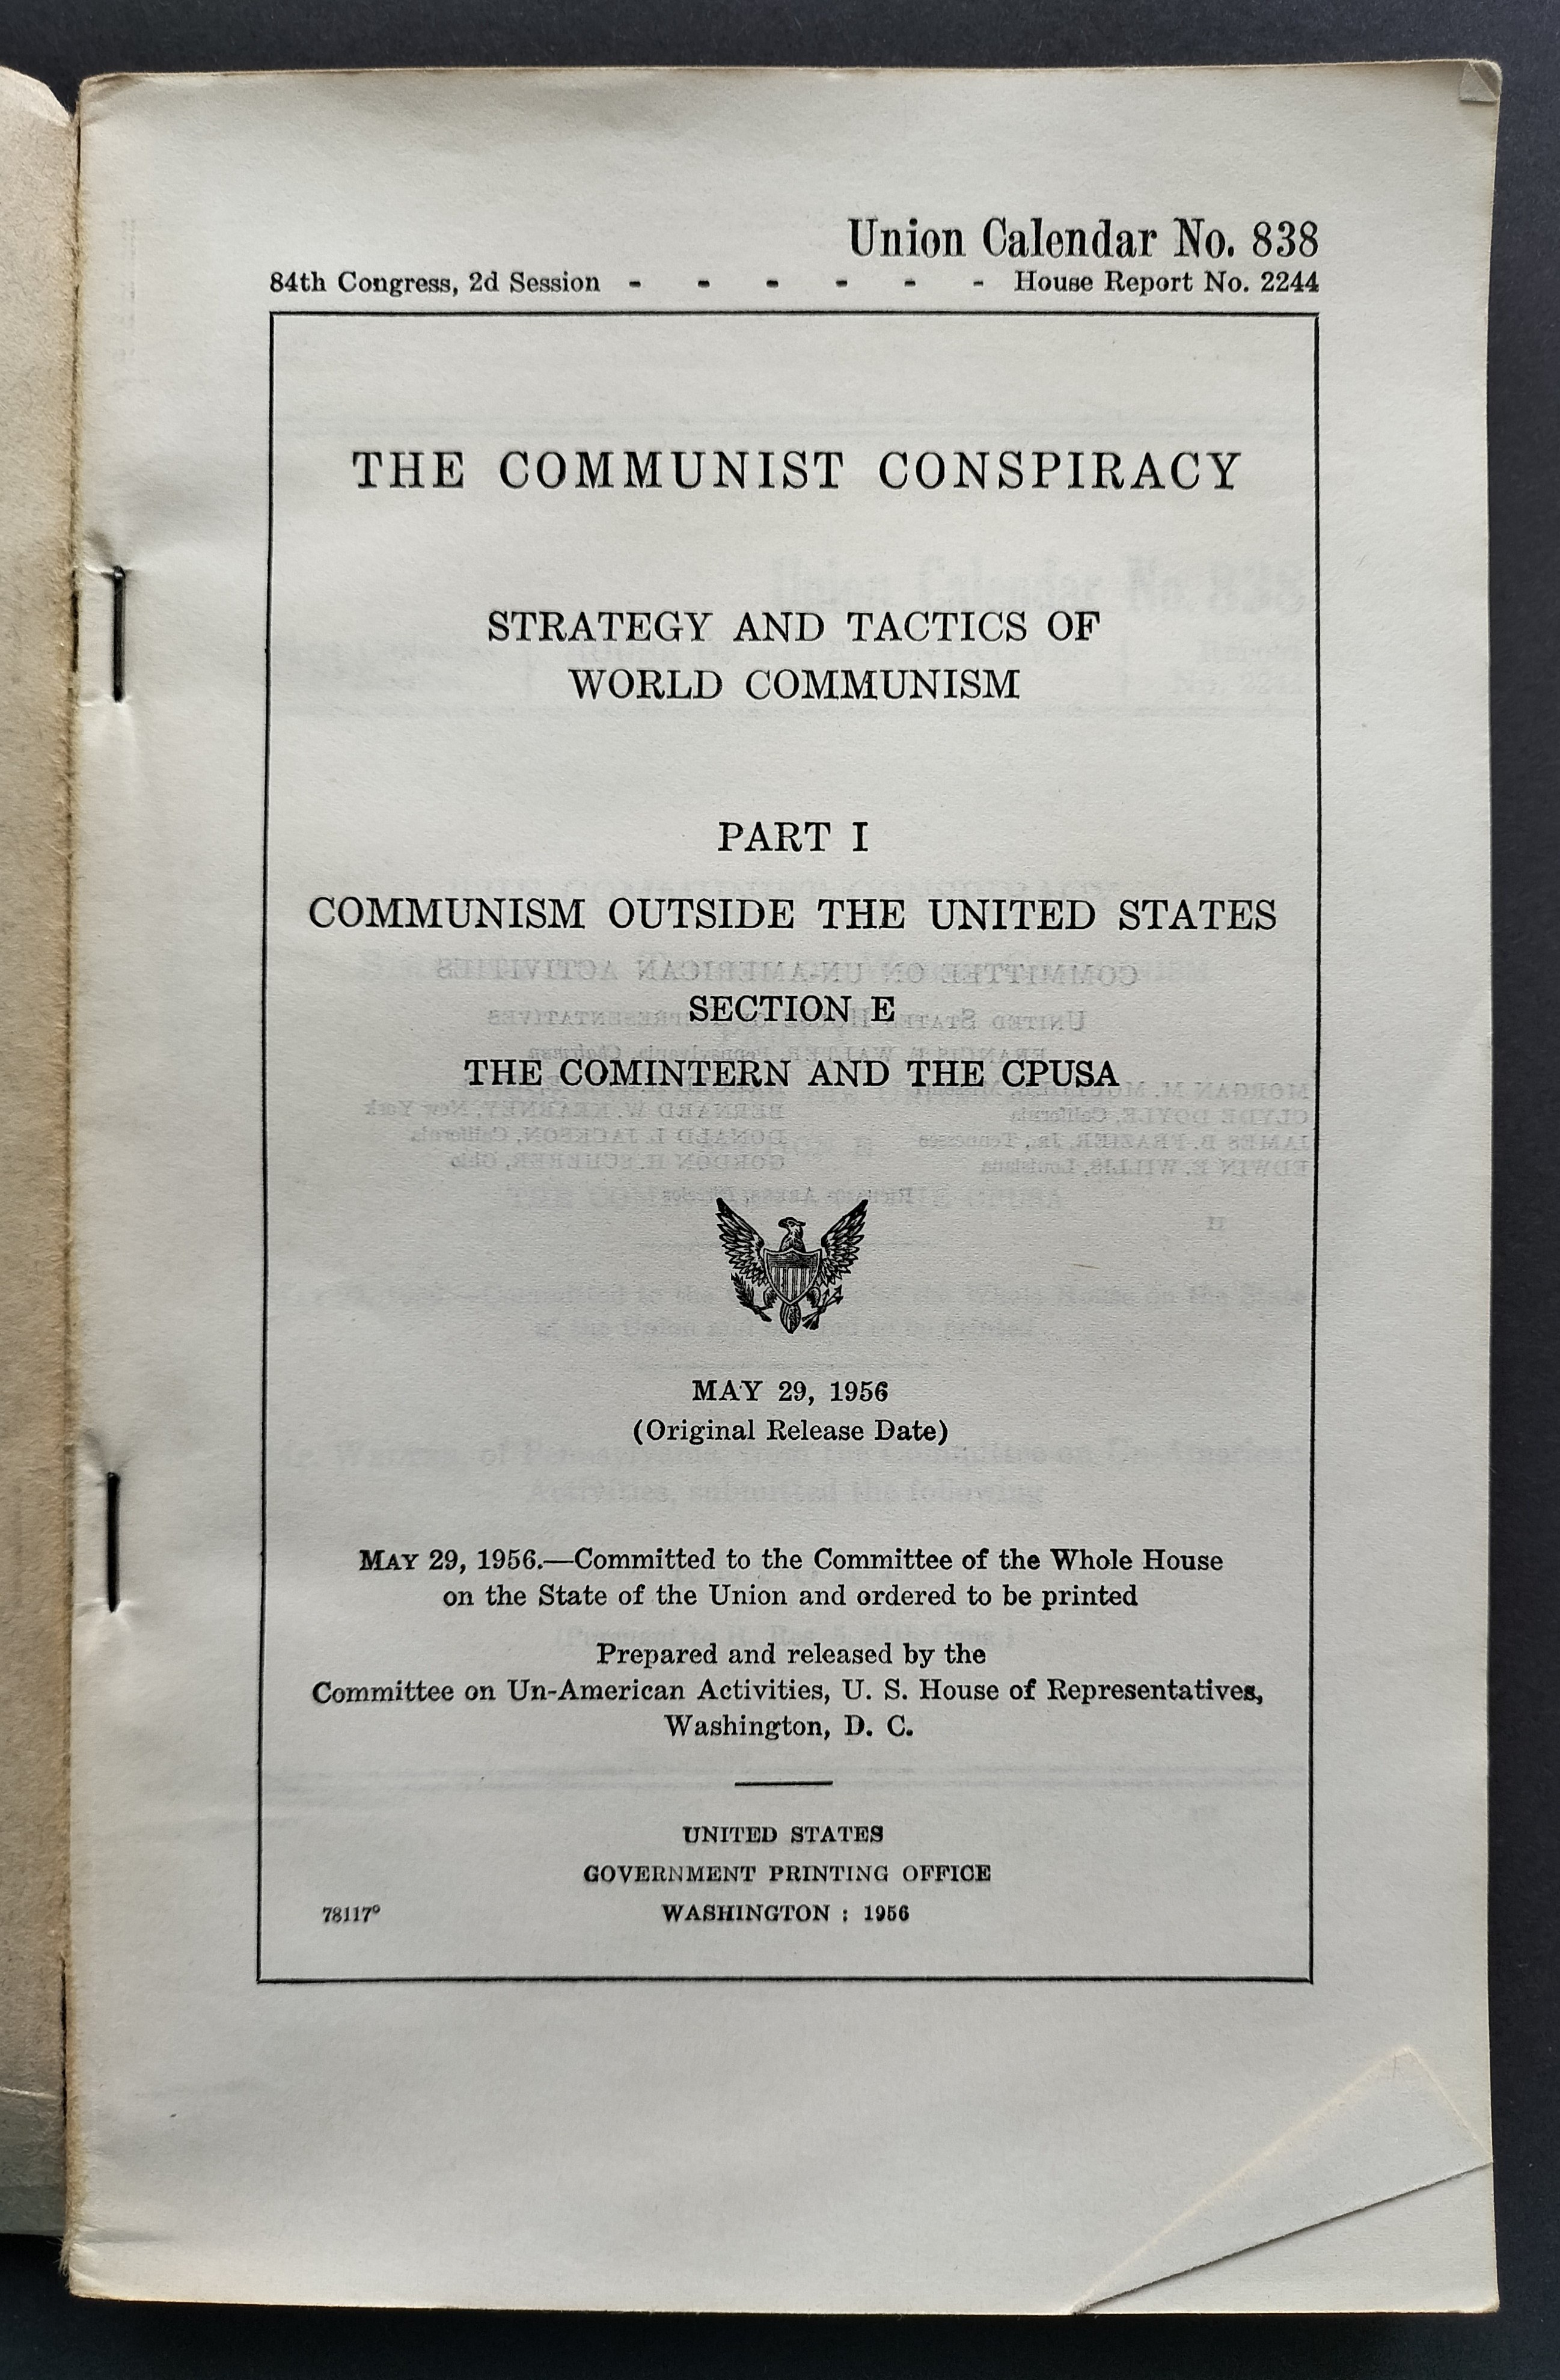 Union Calendar No. 838
84th Congress, 2d Session - - - - - - House Report No. 2244
THE COMMUNIST CONSPIRACY
STRATEGY AND TACTICS OF
WORLD COMMUNISM
PART I
COMMUNISM OUTSIDE THE UNITED STATES
SECTION E
THE COMINTERN AND THE CPUSA
MAY 29, 1956
(Original Release Date)
MAY 29, 1956.—Committed to the Committee of the Whole House
on the State of the Union and ordered to be printed
Prepared and released by the
Committee on Un-American Activities, U. S. House of Representatives,
Washington, D. C.
UNITED STATES
GOVERNMENT PRINTING OFFICE
78117° WASHINGTON : 1956